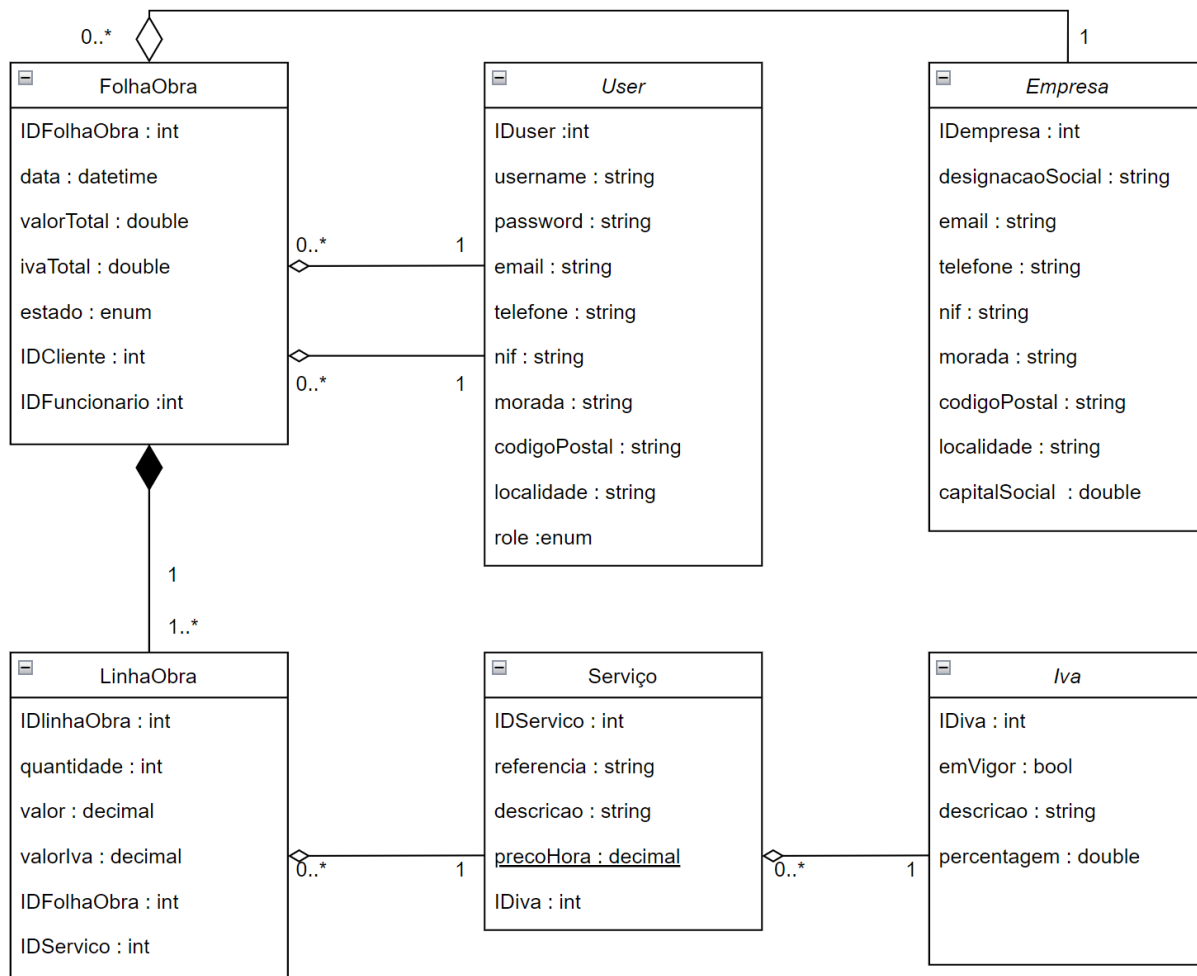 0..*
1
FolhaObra
IDFolhaObra : int
data : datetime
valorTotal : double
ivaTotal : double
estado : enum
IDCliente : int
IDFuncionario :int
0..*
1
0..*
1
User
IDuser :int
username : string
password : string
email : string
telefone : string
nif : string
morada : string
codigoPostal : string
localidade : string
role :enum
Empresa
IDempresa : int
designacaoSocial : string
email : string
telefone : string
nif : string
morada : string
codigoPostal : string
localidade : string
capitalSocial : double
1
1..*
LinhaObra
IDlinhaObra : int
quantidade : int
valor : decimal
valorIva : decimal
IDFolhaObra : int
IDServico : int
0..*
1
Serviço
IDServico : int
referencia : string
descricao : string
precoHora : decimal
IDiva : int
0..*
1
Iva
IDiva : int
emVigor : bool
descricao : string
percentagem : double